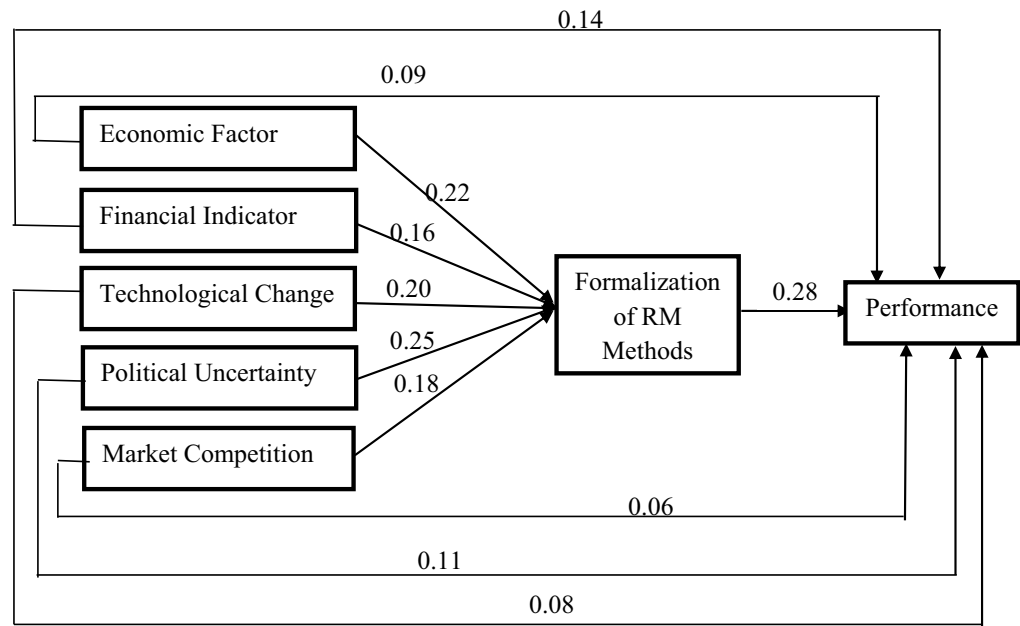 0.14
0.09
Economic Factor
0.22
Financial Indicator
0.16
Technological Change
0.20
Formalization
of RM
Methods
0.28
Performance
0.25
Political Uncertainty
0.18
Market Competition
0.06
0.11
0.08